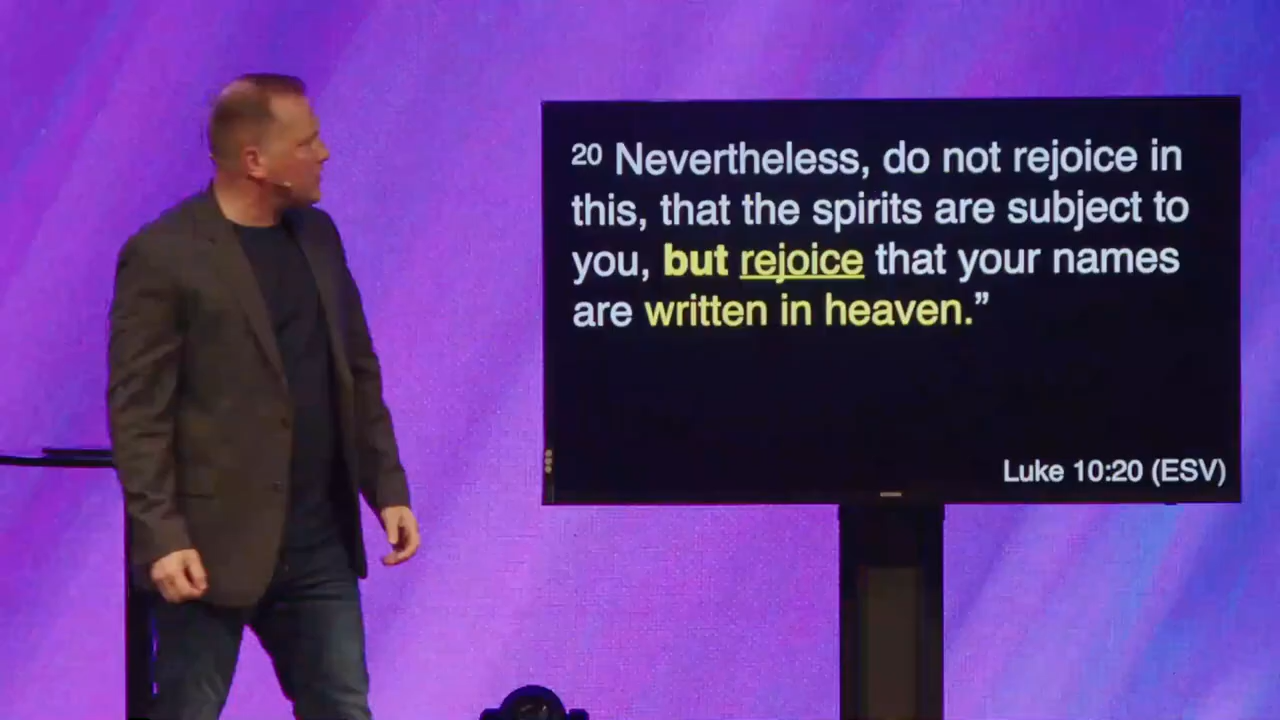 20 Nevertheless, do not rejoice in
this, that the spirits are subject to
you, but rejoice that your names
are written in heaven.”
Luke 10:20 (ESV)